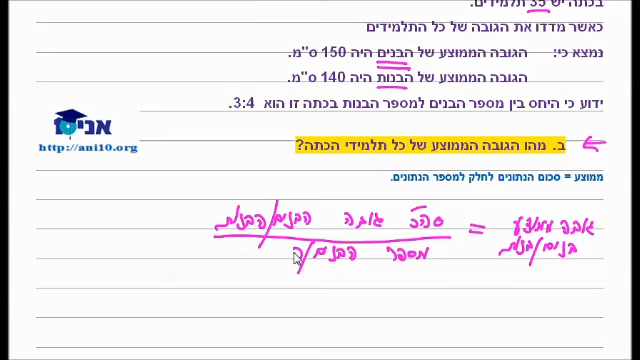 בכתה יש 35 תלמידים.
כאשר מדדו את הגובה של כל התלמידים
נמצא כי: הגובה הממוצע של הבנים היה 150 ס"מ.
הגובה הממוצע של הבנות היה 140 ס"מ.
ידוע כי היחס בין מספר הבנים למספר הבנות בכתה זו הוא 3:4.
אני10
http://ani10.org
ב. מהו הגובה הממוצע של כל תלמידי הכתה?
ממוצע = סכום הנתונים לחלק למספר הנתונים.
גובה ממוצע בנים/בנות = סה"כ גובה הבנים/הבנות
מספר הבנים/ה